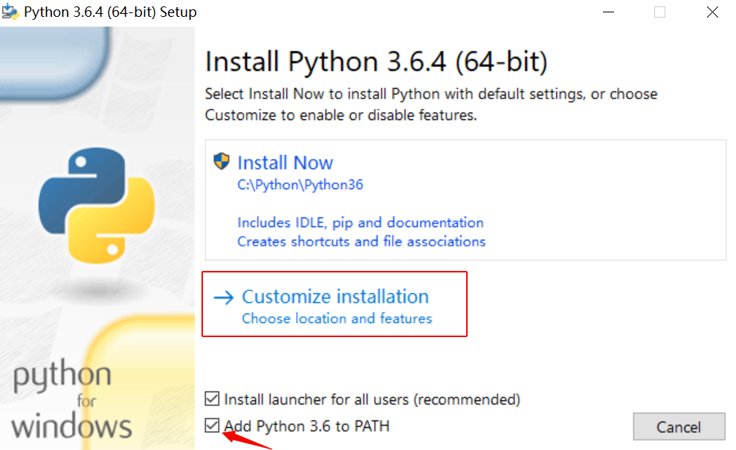 Python 3.6.4 (64-bit) Setup
Install Python 3.6.4 (64-bit)
Select Install Now to install Python with default settings, or choose
Customize to enable or disable features.
Install Now
C:\Python\Python36
Includes IDLE, pip and documentation
Creates shortcuts and file associations
Customize installation
Choose location and features
python
for
windows
Install launcher for all users (recommended)
Add Python 3.6 to PATH
Cancel